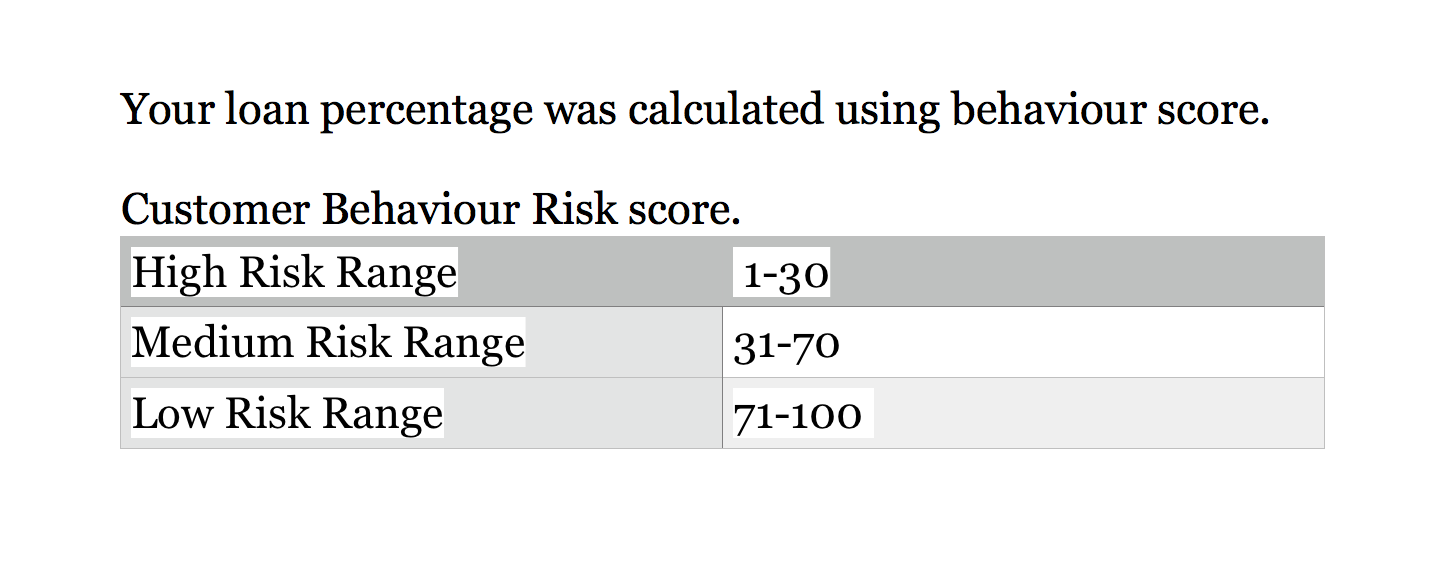 Your loan percentage was calculated using behaviour score.
Customer Behaviour Risk score.
High Risk Range 1-30
Medium Risk Range 31-70
Low Risk Range 71-100